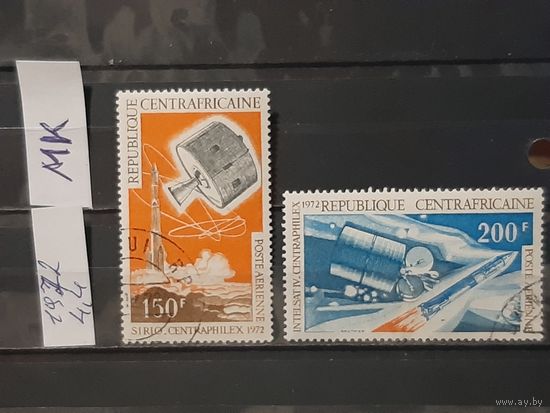 MK
1972
4,4
REPUBLIQUE CENTRAFRICAINE
POSTE AERIENNE
150F
SIRIO. CENTRAPHILEX 1972
INTELSAT IV. CENTRAPHILEX 1972
REPUBLIQUE CENTRAFRICAINE
200F
POSTE AERIENNE
www.ay.by